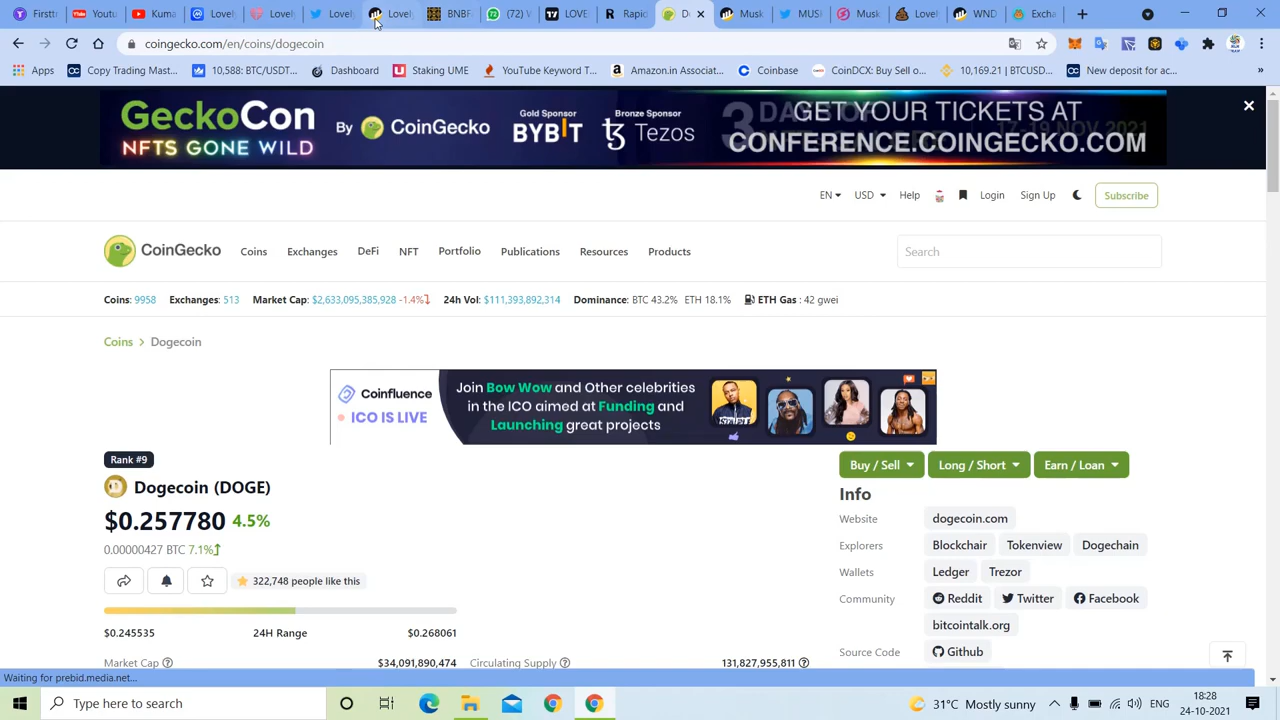 Yourst
Lovely
Lovely
Lovely
Lovely
BNBF
(72) V
LOVE
Rapid
D
Musk
Musk
Lovel
WND
Exch
coingecko.com/en/coins/dogecoin
Apps
Copy Trading Mast...
10,588: BTC/USDT...
Dashboard
Staking UME
YouTube Keyword T...
Amazon.in Associat...
Coinbase
CoinDCX: Buy Sell o...
10,169.21 | BTCUSD...
New deposit for ac...
»
GeckoCon
NFTS GONE WILD
By CoinGecko
Gold Sponsor
BYBIT
Bronze Sponsor
Tezos
GET YOUR TICKETS AT
CONFERENCE.COINGECKO.COM
17-19 NOV 2021
EN USD Help Login Sign Up Subscribe
CoinGecko Coins Exchanges DeFi NFT Portfolio Publications Resources Products Search
Coins: 9958 Exchanges: 513 Market Cap: $2,633,095,385,928 -1.4% 24h Vol: $111,393,892,314 Dominance: BTC 43.2% ETH 18.1% ETH Gas : 42 gwei
Coins > Dogecoin
Coinfluence
ICO IS LIVE
Join Bow Wow and Other celebrities
in the ICO aimed at Funding and
Launching great projects
Rank #9
Dogecoin (DOGE)
$0.257780 4.5%
0.00000427 BTC 7.1%
322,748 people like this
$0.245535 24H Range $0.268061
Market Cap $34,091,890,474 Circulating Supply 131,827,955,811
Buy / Sell Long / Short Earn / Loan
Info
Website dogecoin.com
Explorers Blockchair Tokenview Dogechain
Wallets Ledger Trezor
Community Reddit Twitter Facebook
bitcointalk.org
Source Code Github
Waiting for prebid.media.net...
Type here to search
31°C Mostly sunny
ENG
18:28
24-10-2021